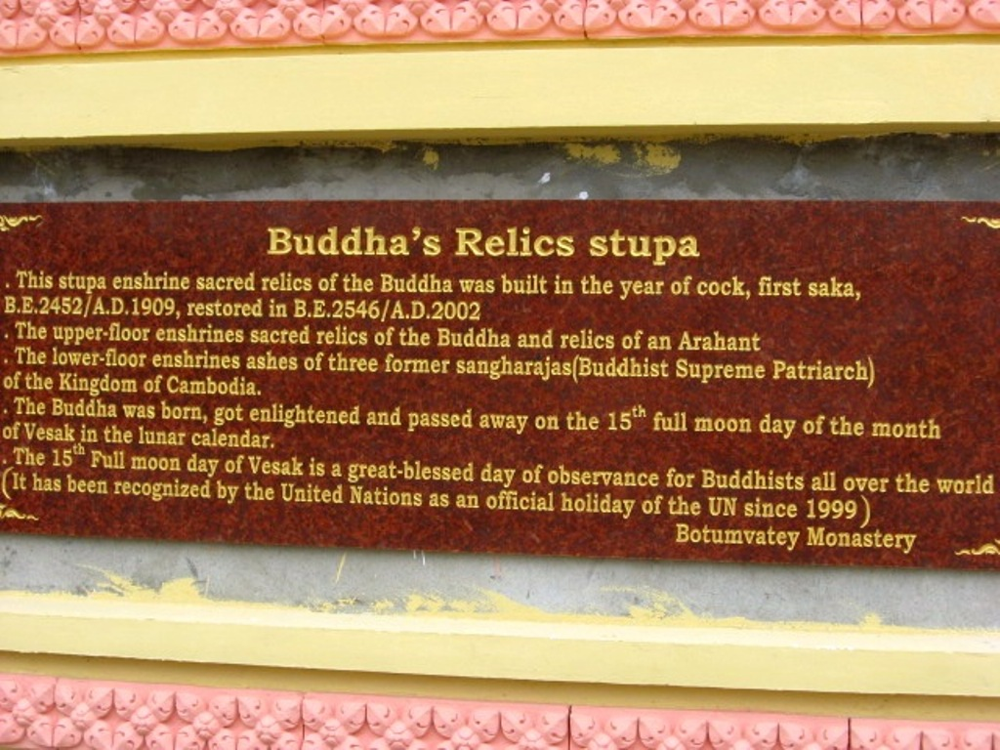 Buddha's Relics stupa
. This stupa enshrine sacred relics of the Buddha was built in the year of cock, first saka,
B.E.2452/A.D.1909, restored in B.E.2546/A.D.2002
. The upper-floor enshrines sacred relics of the Buddha and relics of an Arahant
. The lower-floor enshrines ashes of three former sangharajas(Buddhist Supreme Patriarch)
of the Kingdom of Cambodia.
. The Buddha was born, got enlightened and passed away on the 15th full moon day of the month
of Vesak in the lunar calendar.
. The 15th Full moon day of Vesak is a great-blessed day of observance for Buddhists all over the world
(It has been recognized by the United Nations as an official holiday of the UN since 1999)
Botumvatey Monastery